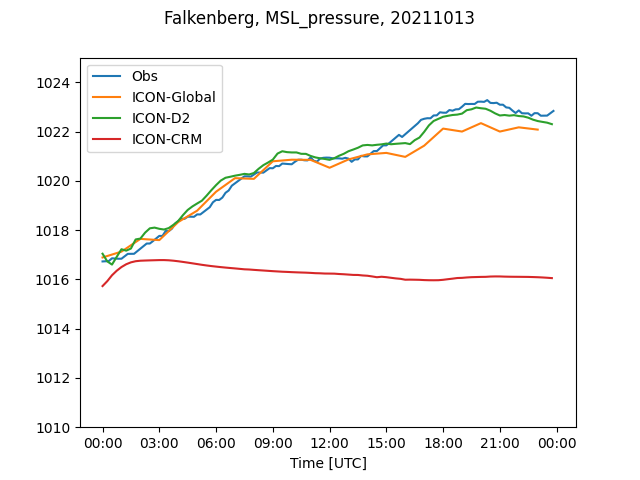 Falkenberg, MSL_pressure, 20211013
Obs
ICON-Global
ICON-D2
ICON-CRM
1024
1022
1020
1018
1016
1014
1012
1010
00:00 03:00 06:00 09:00 12:00 15:00 18:00 21:00 00:00
Time [UTC]